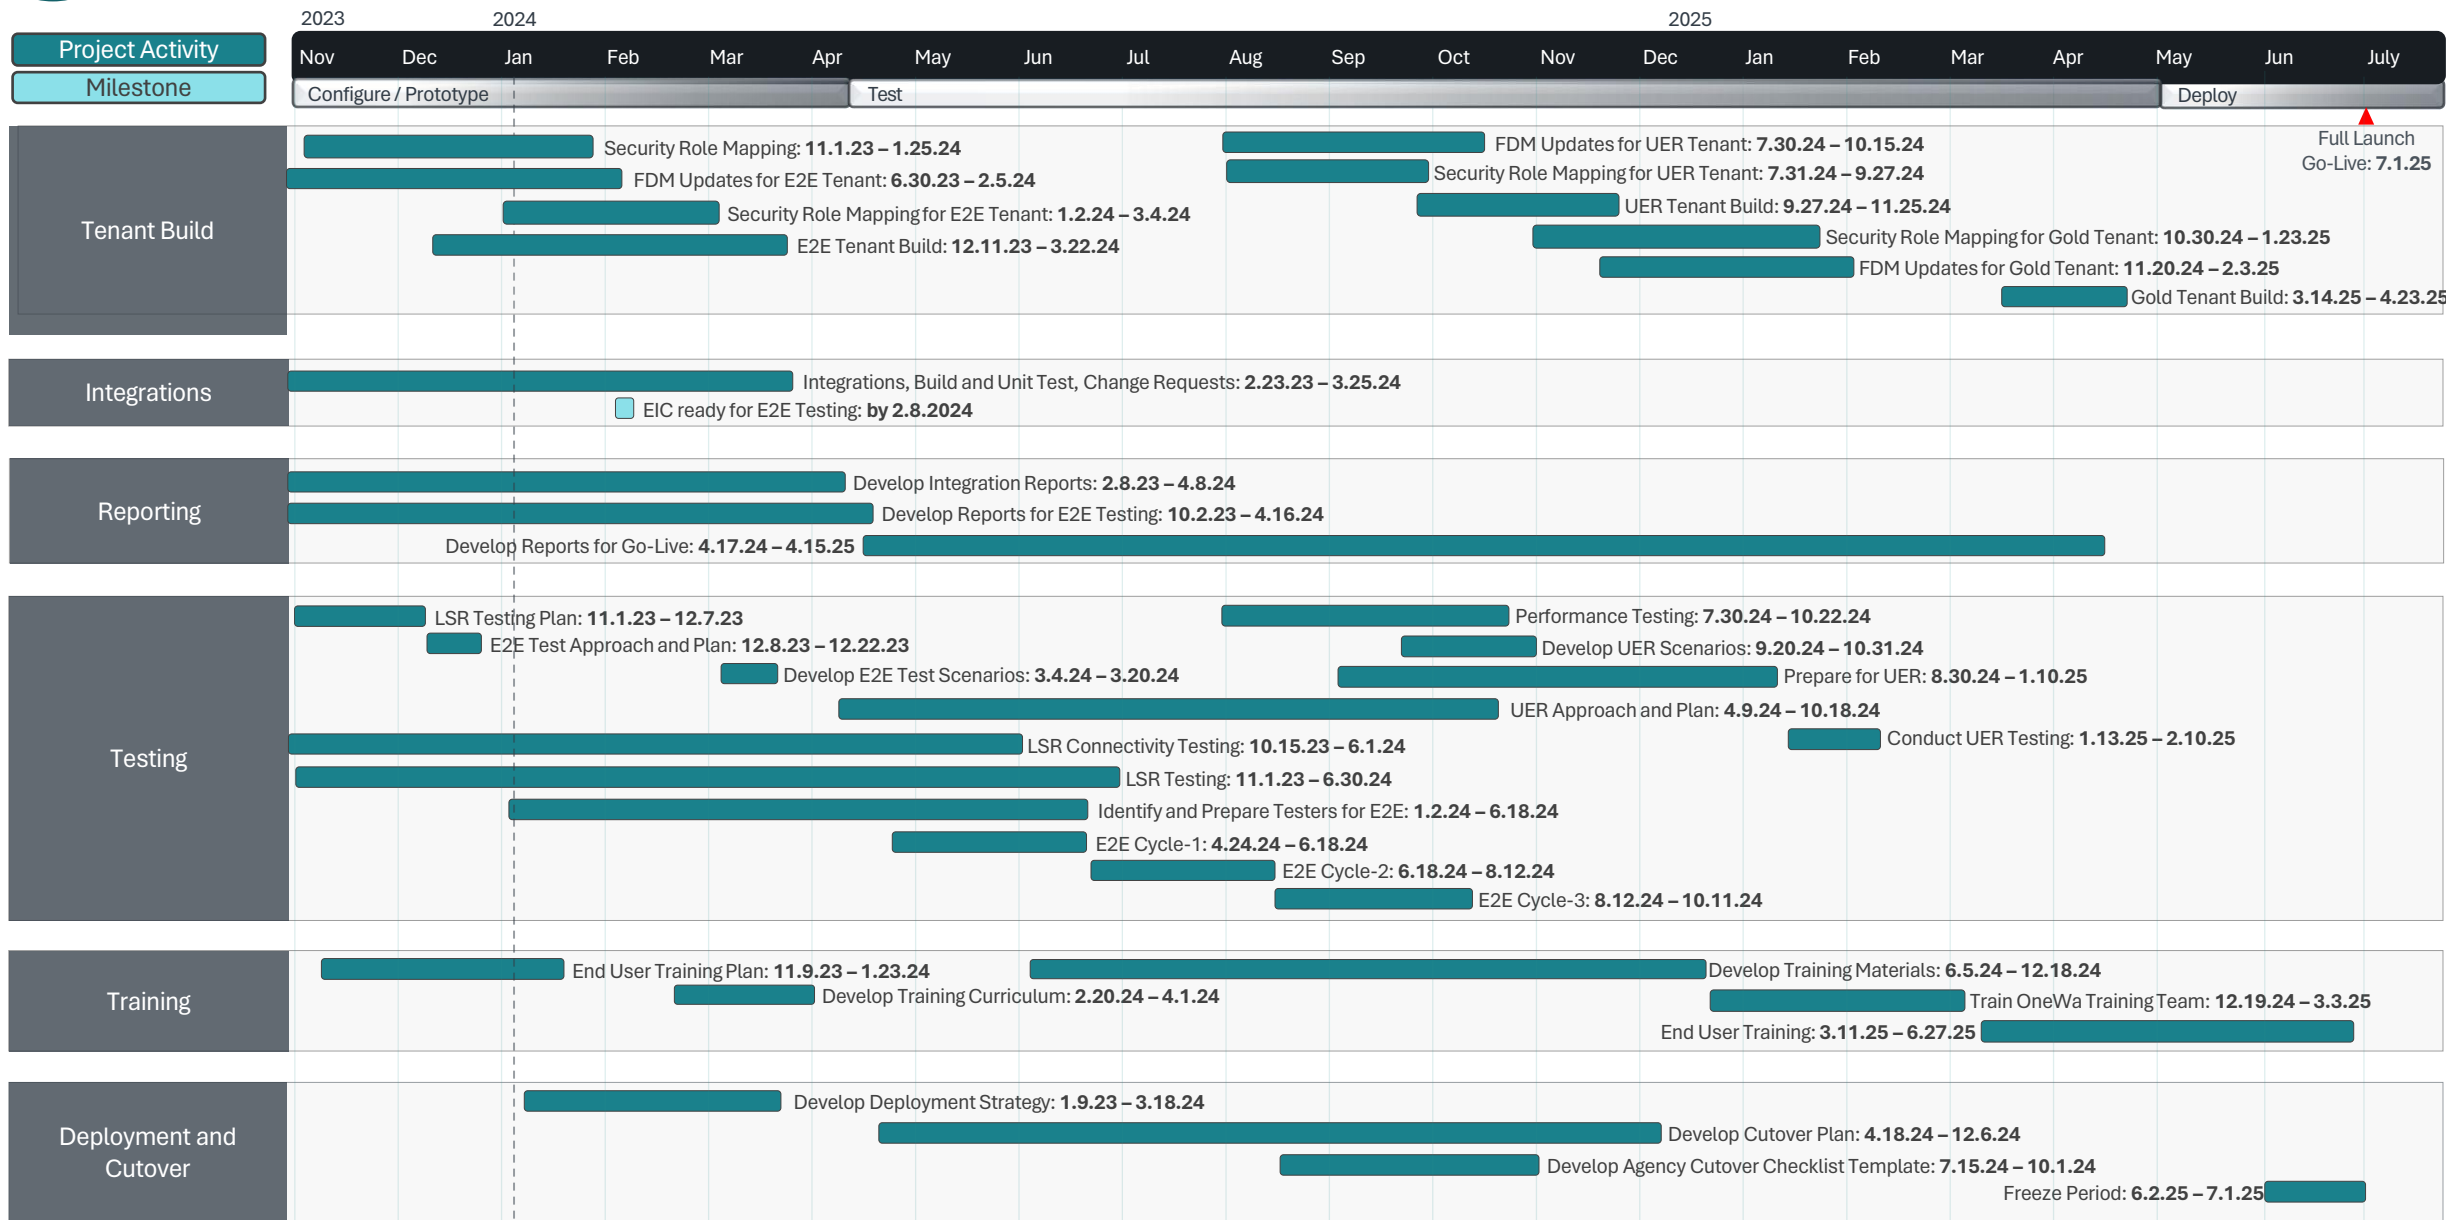 2023 2024 2025
Project Activity
Milestone
Nov Dec Jan Feb Mar Apr May Jun Jul Aug Sep Oct Nov Dec Jan Feb Mar Apr May Jun July
Configure / Prototype Test Deploy
Full Launch
Go-Live: 7.1.25
Tenant Build
Security Role Mapping: 11.1.23 – 1.25.24
FDM Updates for E2E Tenant: 6.30.23 – 2.5.24
Security Role Mapping for E2E Tenant: 1.2.24 – 3.4.24
E2E Tenant Build: 12.11.23 – 3.22.24
FDM Updates for UER Tenant: 7.30.24 – 10.15.24
Security Role Mapping for UER Tenant: 7.31.24 – 9.27.24
UER Tenant Build: 9.27.24 – 11.25.24
Security Role Mapping for Gold Tenant: 10.30.24 – 1.23.25
FDM Updates for Gold Tenant: 11.20.24 – 2.3.25
Gold Tenant Build: 3.14.25 – 4.23.25
Integrations
Integrations, Build and Unit Test, Change Requests: 2.23.23 – 3.25.24
EIC ready for E2E Testing: by 2.8.2024
Reporting
Develop Integration Reports: 2.8.23 – 4.8.24
Develop Reports for E2E Testing: 10.2.23 – 4.16.24
Develop Reports for Go-Live: 4.17.24 – 4.15.25
Testing
LSR Testing Plan: 11.1.23 – 12.7.23
E2E Test Approach and Plan: 12.8.23 – 12.22.23
Develop E2E Test Scenarios: 3.4.24 – 3.20.24
Performance Testing: 7.30.24 – 10.22.24
Develop UER Scenarios: 9.20.24 – 10.31.24
Prepare for UER: 8.30.24 – 1.10.25
UER Approach and Plan: 4.9.24 – 10.18.24
Conduct UER Testing: 1.13.25 – 2.10.25
LSR Connectivity Testing: 10.15.23 – 6.1.24
LSR Testing: 11.1.23 – 6.30.24
Identify and Prepare Testers for E2E: 1.2.24 – 6.18.24
E2E Cycle-1: 4.24.24 – 6.18.24
E2E Cycle-2: 6.18.24 – 8.12.24
E2E Cycle-3: 8.12.24 – 10.11.24
Training
End User Training Plan: 11.9.23 – 1.23.24
Develop Training Curriculum: 2.20.24 – 4.1.24
Develop Training Materials: 6.5.24 – 12.18.24
Train OneWa Training Team: 12.19.24 – 3.3.25
End User Training: 3.11.25 – 6.27.25
Deployment and
Cutover
Develop Deployment Strategy: 1.9.23 – 3.18.24
Develop Cutover Plan: 4.18.24 – 12.6.24
Develop Agency Cutover Checklist Template: 7.15.24 – 10.1.24
Freeze Period: 6.2.25 – 7.1.25